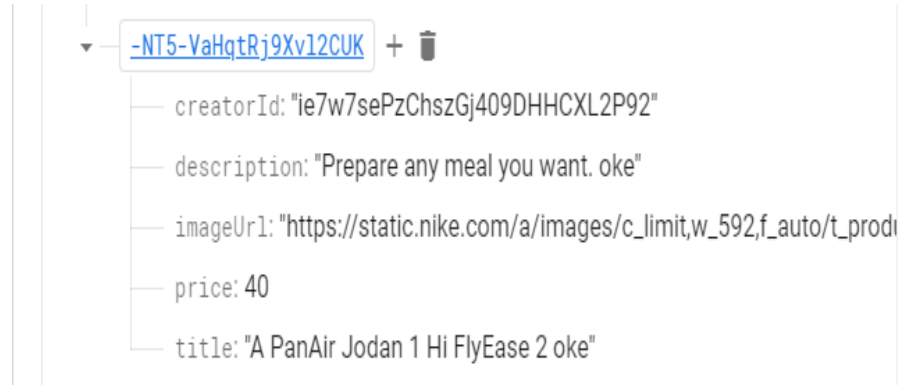 -NT5-VaHqtRj9Xvl2CUK +
creatorId: "ie7w7sePzChszGj409DHHCXL2P92"
description: "Prepare any meal you want. oke"
imageUrl: "https://static.nike.com/a/images/c_limit,w_592,f_auto/t_produ
price: 40
title: "A PanAir Jodan 1 Hi FlyEase 2 oke"